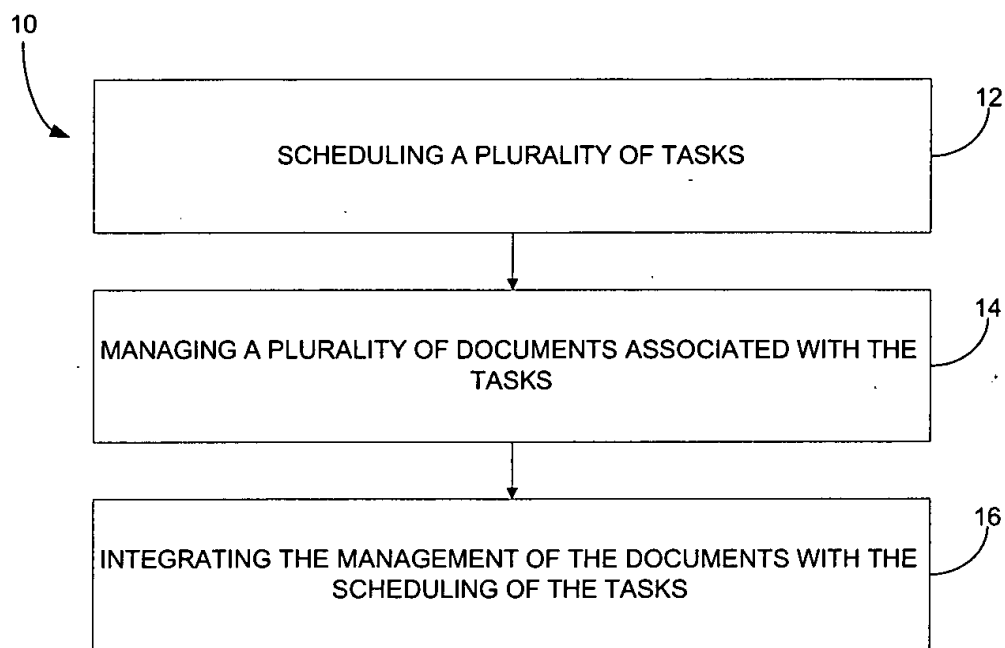 10
12
SCHEDULING A PLURALITY OF TASKS
14
MANAGING A PLURALITY OF DOCUMENTS ASSOCIATED WITH THE
TASKS
16
INTEGRATING THE MANAGEMENT OF THE DOCUMENTS WITH THE
SCHEDULING OF THE TASKS